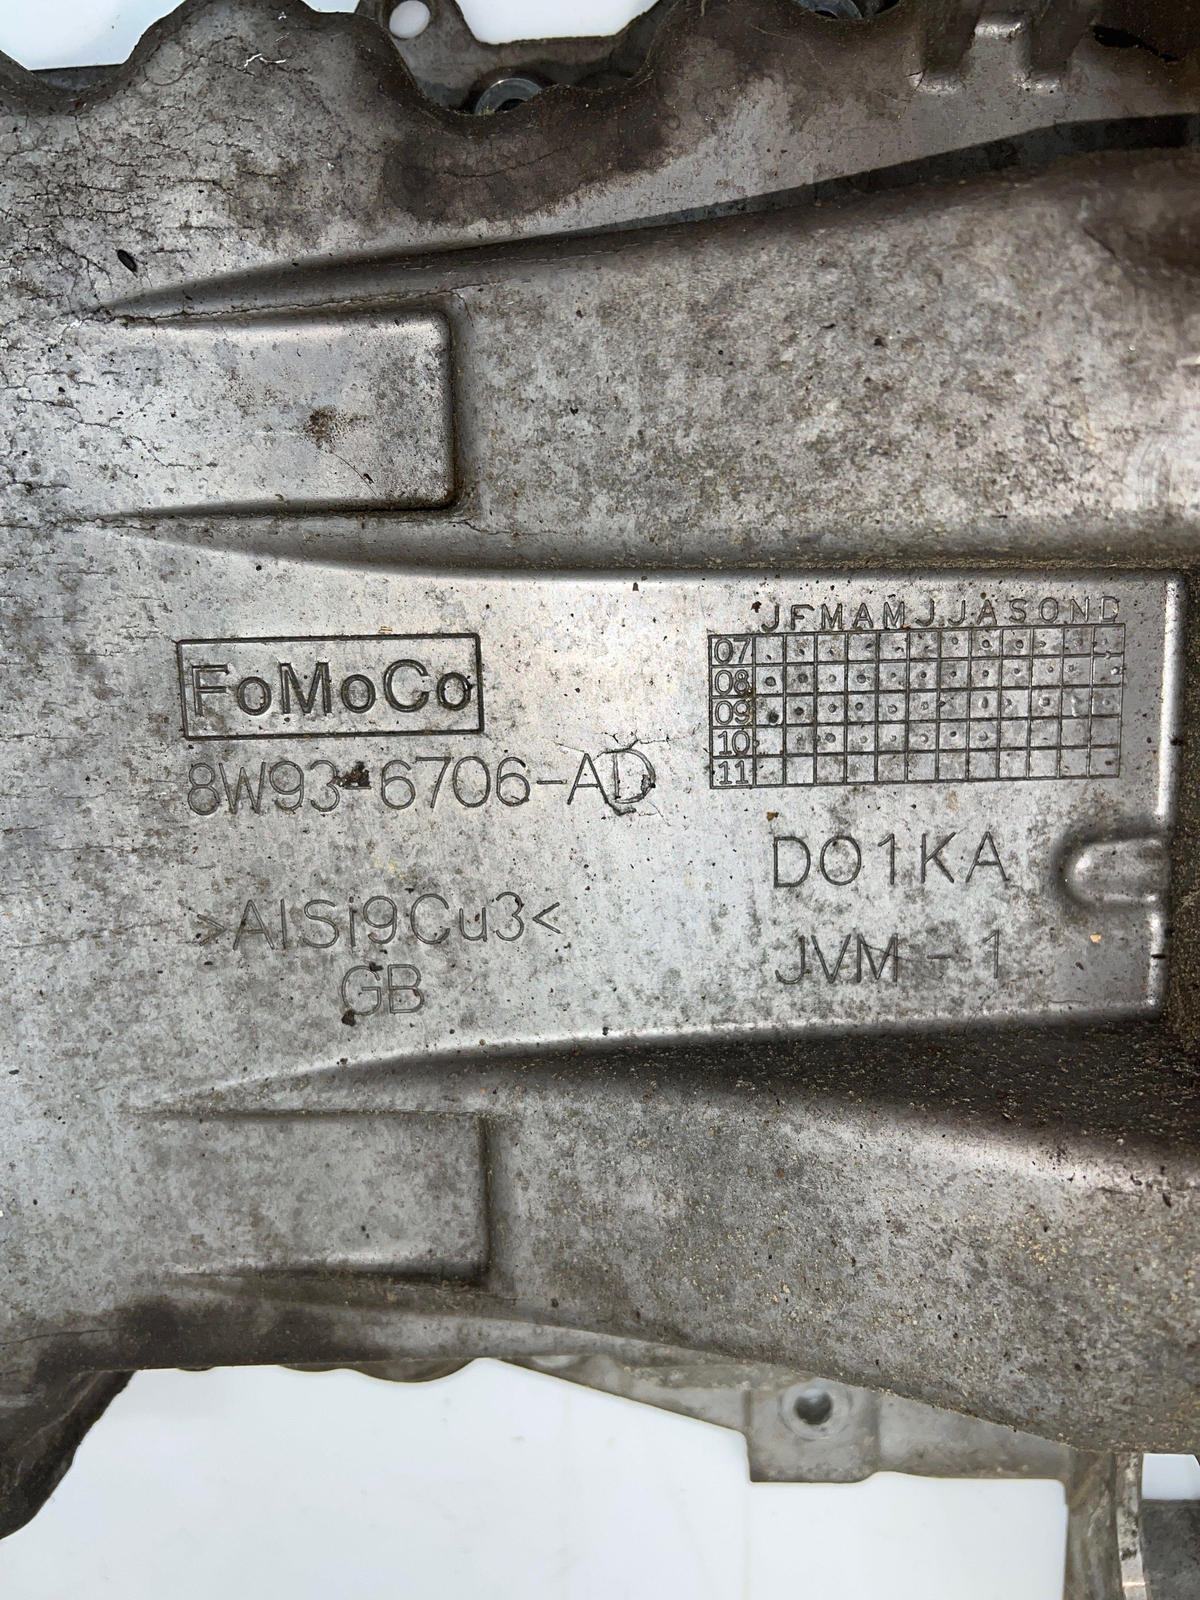 FoMoCo
8W93-6706-AD
>AlSi9Cu3<
GB
JFMAMJJASOND
07
08
09
10
11
D01KA
JVM-1